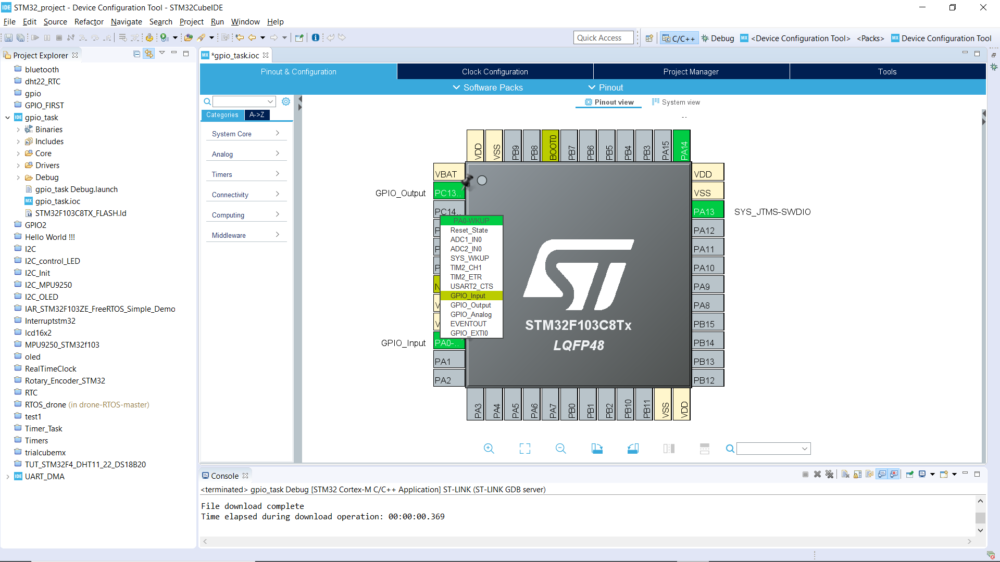 IDE STM32_project - Device Configuration Tool - STM32CubeIDE
File Edit Source Refactor Navigate Search Project Run Window Help
Quick Access C/C++ Debug MX <Device Configuration Tool> <Packs> MX Device Configuration Tool
Project Explorer
bluetooth
dht22_RTC
gpio
GPIO_FIRST
IDE gpio_task
Binaries
Includes
Core
Drivers
Debug
gpio_task Debug.launch
MX gpio_task.ioc
STM32F103C8TX_FLASH.ld
GPIO2
Hello World !!!
I2C
I2C_control_LED
I2C_Init
I2C_MPU9250
I2C_OLED
IAR_STM32F103ZE_FreeRTOS_Simple_Demo
Interruptstm32
lcd16x2
MPU9250_STM32f103
oled
RealTimeClock
Rotary_Encoder_STM32
RTC
RTOS_drone (in drone-RTOS-master)
test1
Timer_Task
Timers
trialcubemx
TUT_STM32F4_DHT11_22_DS18B20
IDE UART_DMA
MX *gpio_task.ioc
Pinout & Configuration Clock Configuration Project Manager Tools
Software Packs Pinout
Pinout view System view
Categories A->Z
System Core
Analog
Timers
Connectivity
Computing
Middleware
VDD VSS PB9 PB8 BOOT0 PB7 PB6 PB5 PB4 PB3 PA15 PA14
VBAT
GPIO_Output PC13..
PC14..
PA0-WKUP
Reset_State
ADC1_IN0
ADC2_IN0
SYS_WKUP
TIM2_CH1
TIM2_ETR
USART2_CTS
GPIO_Input
GPIO_Output
GPIO_Analog
EVENTOUT
GPIO_EXTI0
P
P
P
N
V
V
GPIO_Input PA0-..
PA1
PA2
STM32F103C8Tx
LQFP48
VDD
VSS
PA13 SYS_JTMS-SWDIO
PA12
PA11
PA10
PA9
PA8
PB15
PB14
PB13
PB12
PA3 PA4 PA5 PA6 PA7 PB0 PB1 PB2 PB10 PB11 VSS VDD
Console
<terminated> gpio_task Debug [STM32 Cortex-M C/C++ Application] ST-LINK (ST-LINK GDB server)
File download complete
Time elapsed during download operation: 00:00:00.369